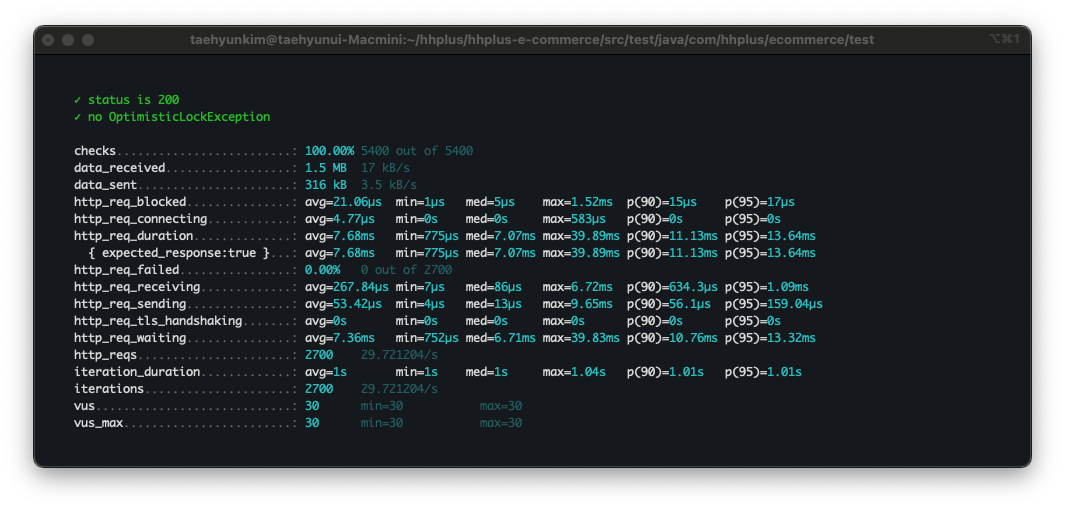 taehyunkim@taehyunui-Macmini:~/hhplus/hhplus-e-commerce/src/test/java/com/hhplus/ecommerce/test ⌥⌘1
✓ status is 200
✓ no OptimisticLockException
checks.........................: 100.00% 5400 out of 5400
data_received..................: 1.5 MB 17 kB/s
data_sent......................: 316 kB 3.5 kB/s
http_req_blocked...............: avg=21.06µs min=1µs med=5µs max=1.52ms p(90)=15µs p(95)=17µs
http_req_connecting............: avg=4.77µs min=0s med=0s max=583µs p(90)=0s p(95)=0s
http_req_duration..............: avg=7.68ms min=775µs med=7.07ms max=39.89ms p(90)=11.13ms p(95)=13.64ms
{ expected_response:true }...: avg=7.68ms min=775µs med=7.07ms max=39.89ms p(90)=11.13ms p(95)=13.64ms
http_req_failed................: 0.00% 0 out of 2700
http_req_receiving.............: avg=267.84µs min=7µs med=86µs max=6.72ms p(90)=634.3µs p(95)=1.09ms
http_req_sending...............: avg=53.42µs min=4µs med=13µs max=9.65ms p(90)=56.1µs p(95)=159.04µs
http_req_tls_handshaking.......: avg=0s min=0s med=0s max=0s p(90)=0s p(95)=0s
http_req_waiting...............: avg=7.36ms min=752µs med=6.71ms max=39.83ms p(90)=10.76ms p(95)=13.32ms
http_reqs......................: 2700 29.721204/s
iteration_duration.............: avg=1s min=1s med=1s max=1.04s p(90)=1.01s p(95)=1.01s
iterations.....................: 2700 29.721204/s
vus............................: 30 min=30 max=30
vus_max........................: 30 min=30 max=30